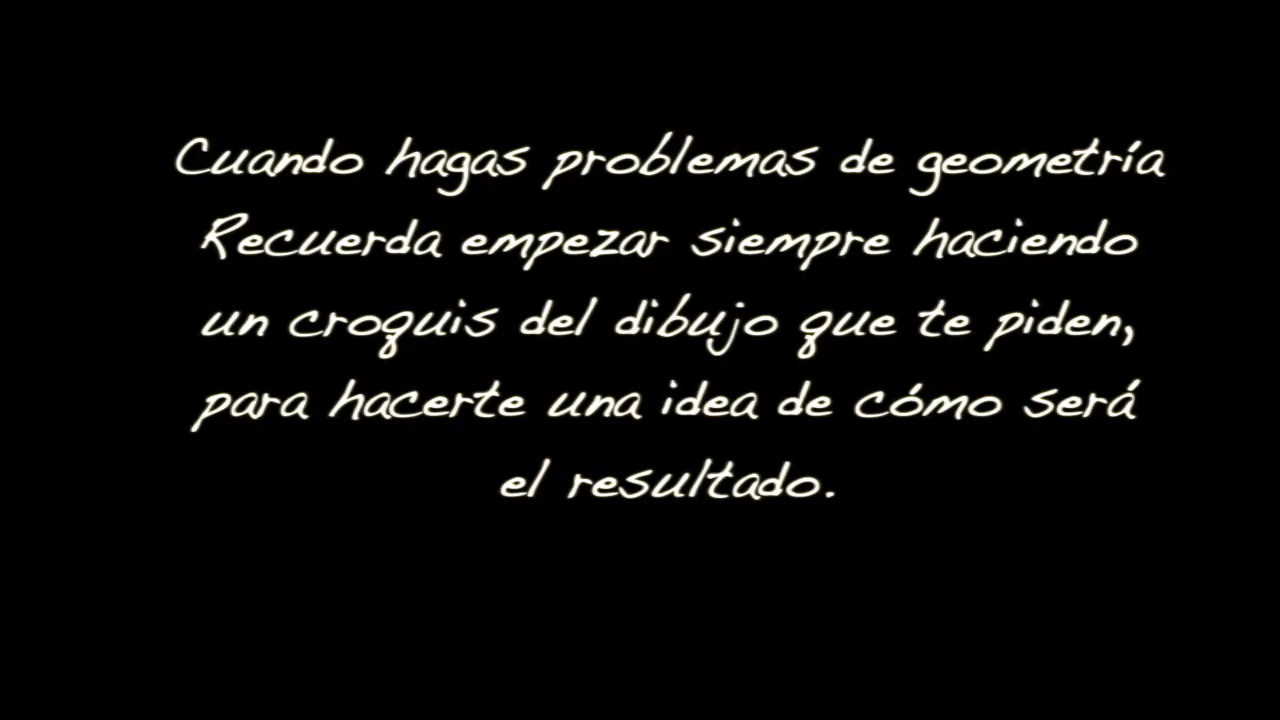 Cuando hagas problemas de geometría
Recuerda empezar siempre haciendo
un croquis del dibujo que te piden,
para hacerte una idea de cómo será
el resultado.